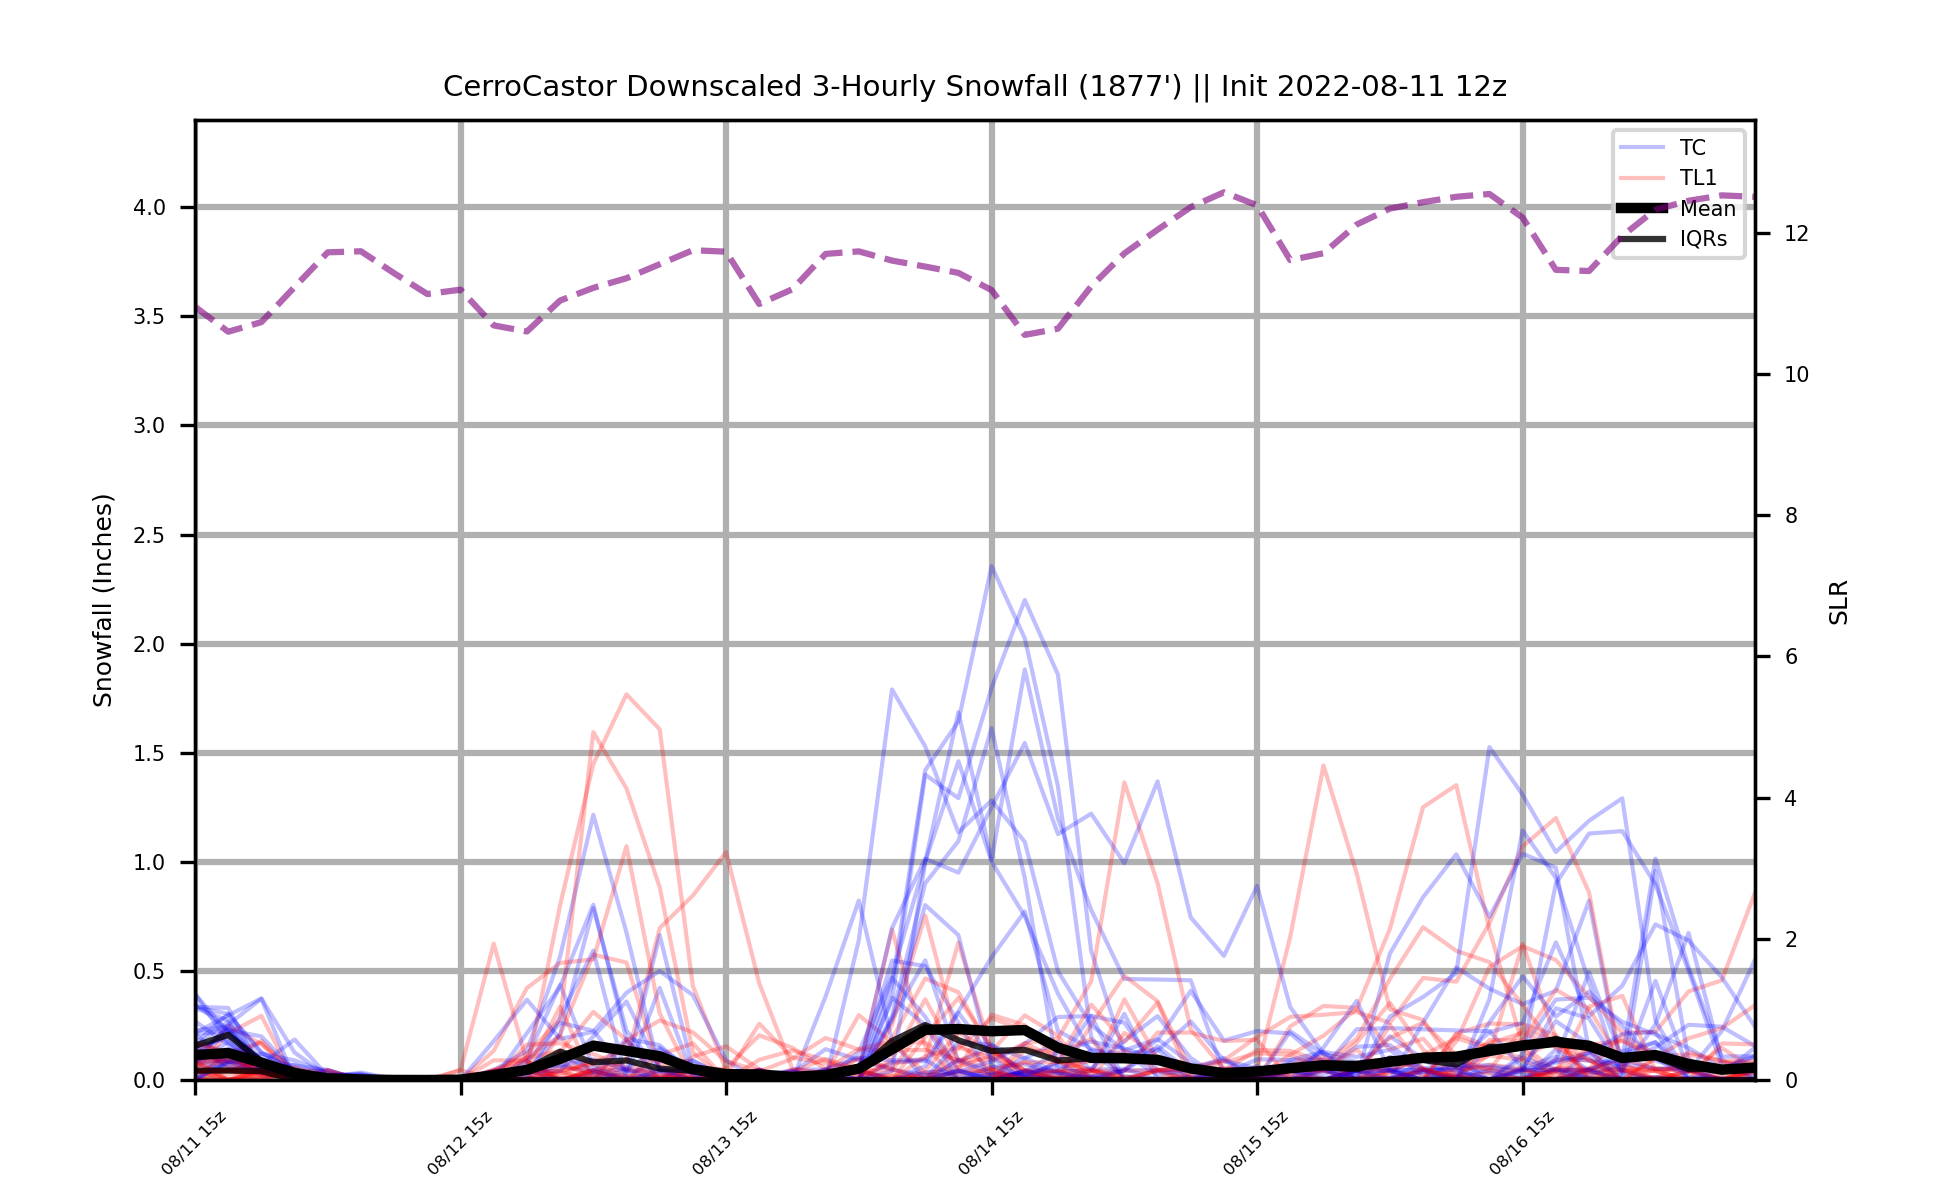 CerroCastor Downscaled 3-Hourly Snowfall (1877') || Init 2022-08-11 12z
TC
TL1
Mean
IQRs
Snowfall (Inches)
4.0
3.5
3.0
2.5
2.0
1.5
1.0
0.5
0.0
SLR
12
10
8
6
4
2
0
08/11 15z
08/12 15z
08/13 15z
08/14 15z
08/15 15z
08/16 15z